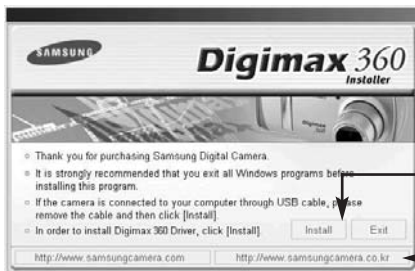 SAMSUNG
Digimax 360
Installer
Thank you for purchasing Samsung Digital Camera.
It is strongly recommended that you exit all Windows programs before
installing this program.
If the camera is connected to your computer through USB cable, please
remove the cable and then click [Install].
In order to install Digimax 360 Driver, click [Install].
Install
Exit
http://www.samsungcamera.com
http://www.samsungcamera.co.kr